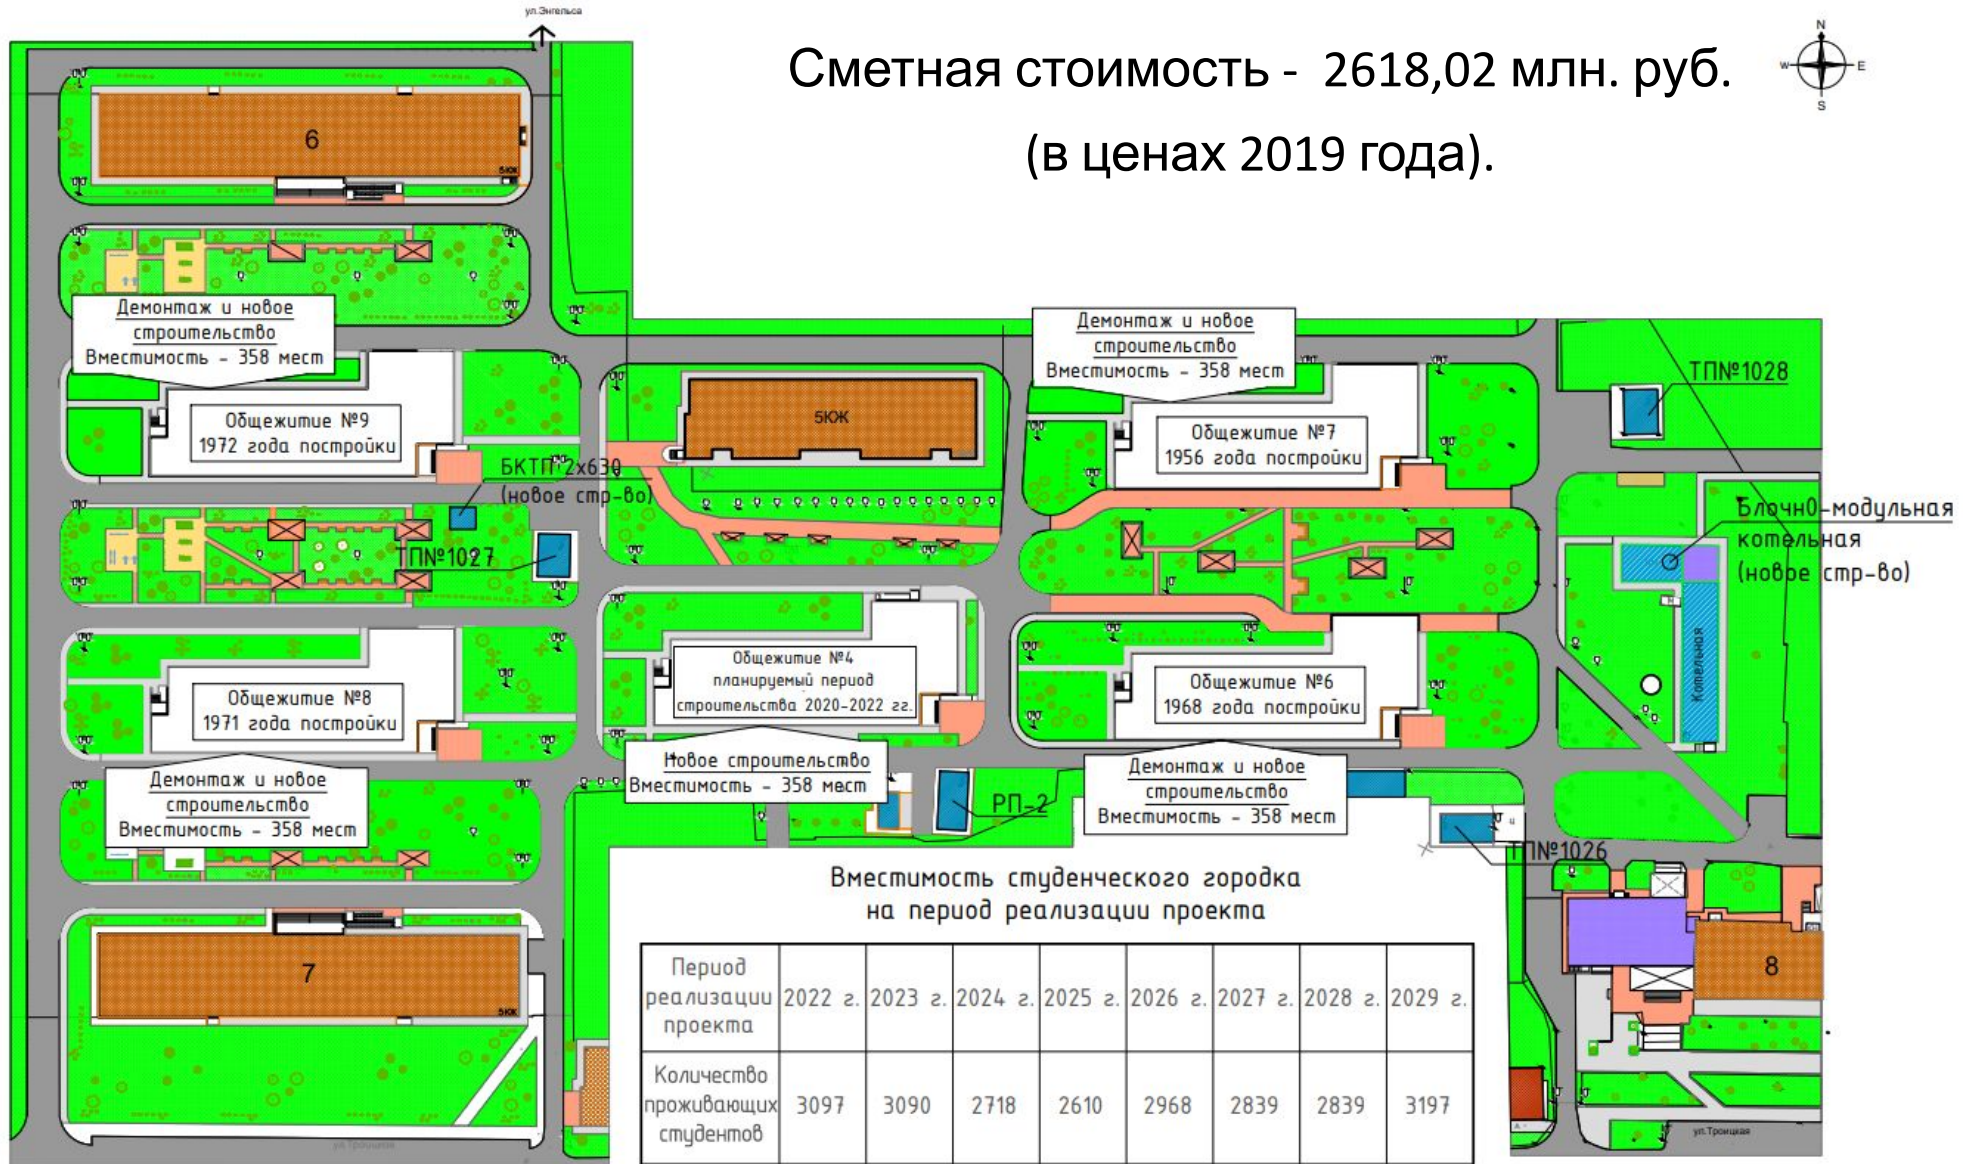 ул.Энгельса
Сметная стоимость - 2618,02 млн. руб.
(в ценах 2019 года).
N
W
E
S
6
5КЖ
Демонтаж и новое
строительство
Вместимость - 358 мест
Общежитие №9
1972 года постройки
5КЖ
Демонтаж и новое
строительство
Вместимость - 358 мест
Общежитие №7
1956 года постройки
ТП№1028
БКТП 2х630
(новое стр-во)
ТП№1027
Блочн0-модульная
котельная
(новое стр-во)
Котельная
Общежитие №8
1971 года постройки
Демонтаж и новое
строительство
Вместимость - 358 мест
Общежитие №4
планируемый период
строительства 2020-2022 гг.
Новое строительство
Вместимость - 358 мест
Общежитие №6
1968 года постройки
Демонтаж и новое
строительство
Вместимость - 358 мест
РП-2
ТП№1026
7
5КЖ
8
Вместимость студенческого городка
на период реализации проекта
Период
реализации
проекта
2022 г. 2023 г. 2024 г. 2025 г. 2026 г. 2027 г. 2028 г. 2029 г.
Количество
проживающих
студентов
3097 3090 2718 2610 2968 2839 2839 3197
ул.Троицкая
ул.Троицкая